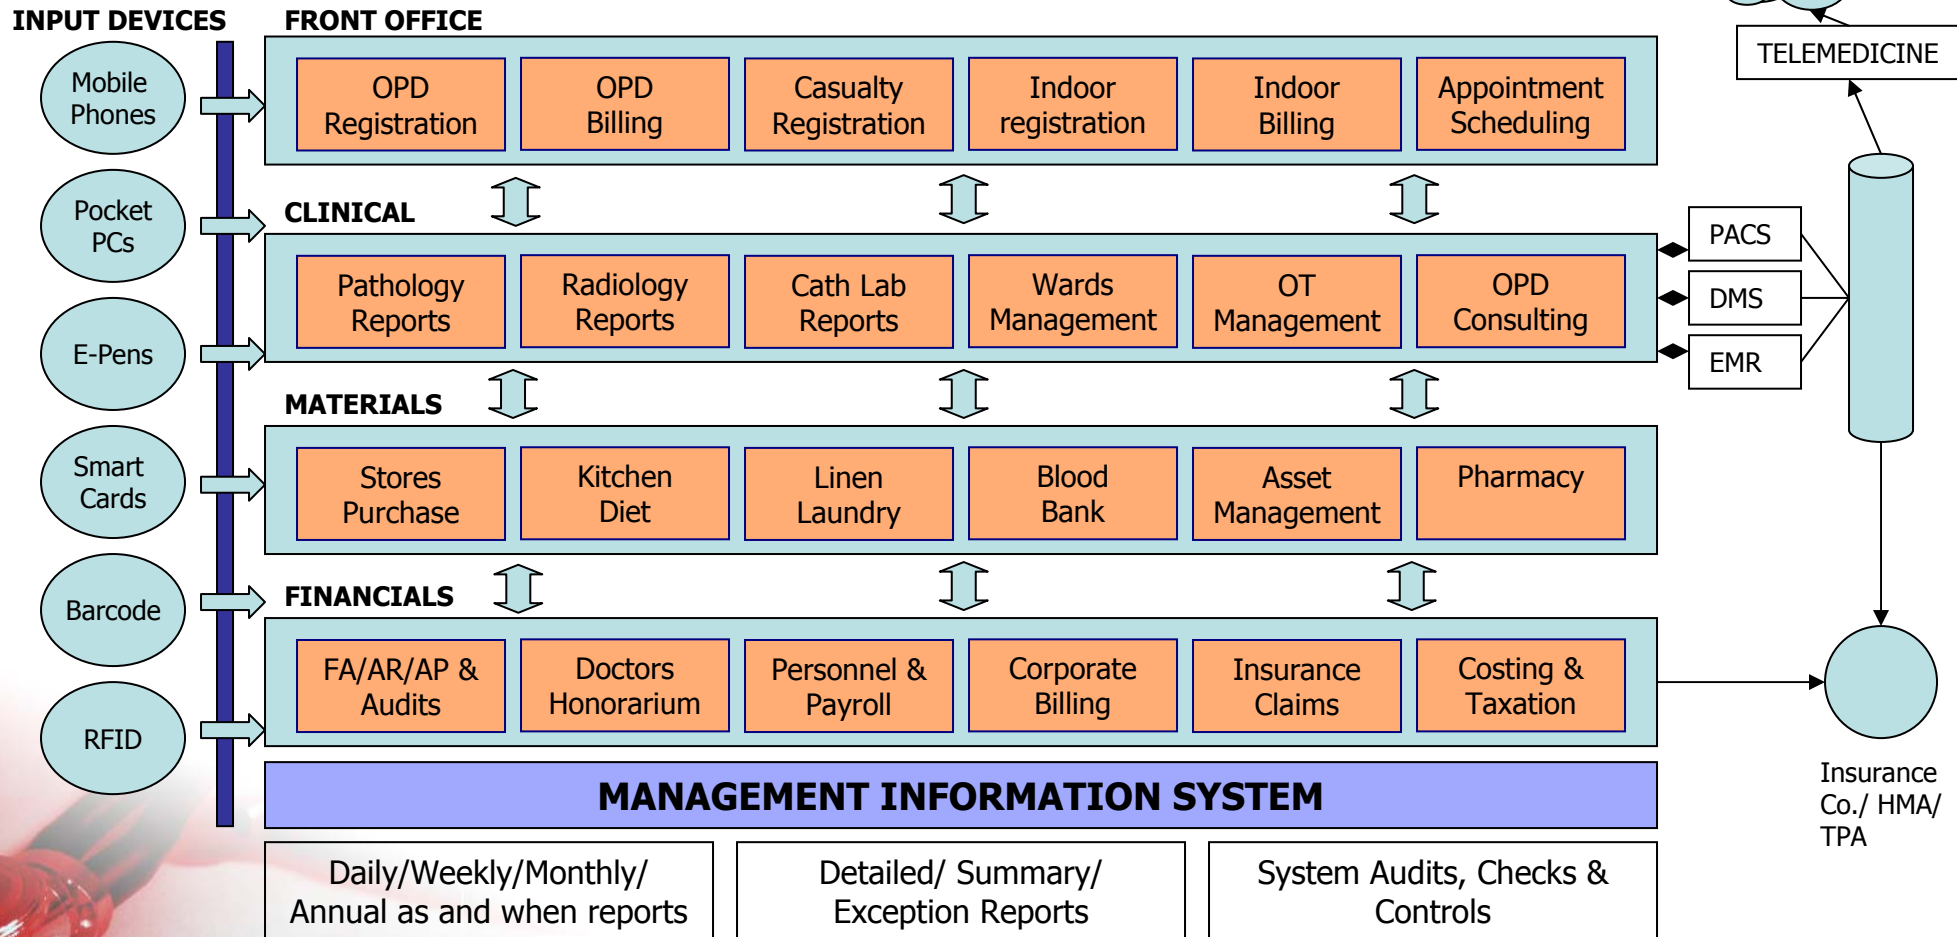 INPUT DEVICES
FRONT OFFICE
TELEMEDICINE
Mobile
Phones
OPD
Registration
OPD
Billing
Casualty
Registration
Indoor
registration
Indoor
Billing
Appointment
Scheduling
Pocket
PCs
CLINICAL
Pathology
Reports
Radiology
Reports
Cath Lab
Reports
Wards
Management
OT
Management
OPD
Consulting
PACS
DMS
EMR
E-Pens
MATERIALS
Smart
Cards
Stores
Purchase
Kitchen
Diet
Linen
Laundry
Blood
Bank
Asset
Management
Pharmacy
Barcode
FINANCIALS
RFID
FA/AR/AP &
Audits
Doctors
Honorarium
Personnel &
Payroll
Corporate
Billing
Insurance
Claims
Costing &
Taxation
Insurance
Co./ HMA/
TPA
MANAGEMENT INFORMATION SYSTEM
Daily/Weekly/Monthly/
Annual as and when reports
Detailed/ Summary/
Exception Reports
System Audits, Checks &
Controls